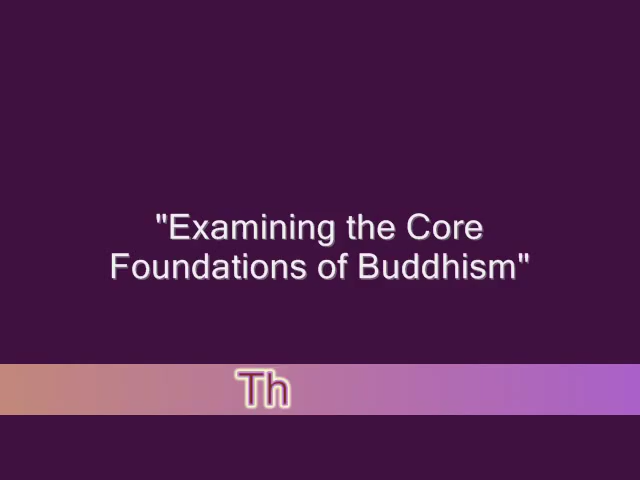 "Examining the Core
Foundations of Buddhism"
Th